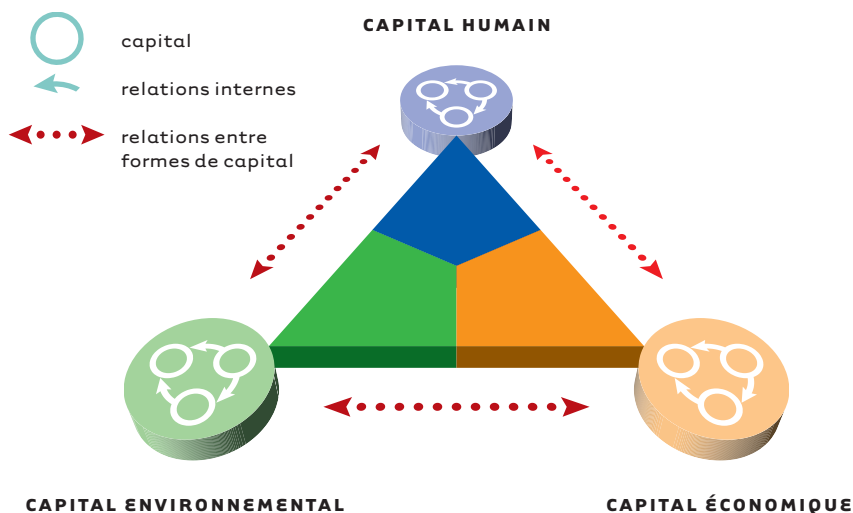 CAPITAL HUMAIN
capital
relations internes
relations entre
formes de capital
CAPITAL ENVIRONNEMENTAL
CAPITAL ÉCONOMIQUE